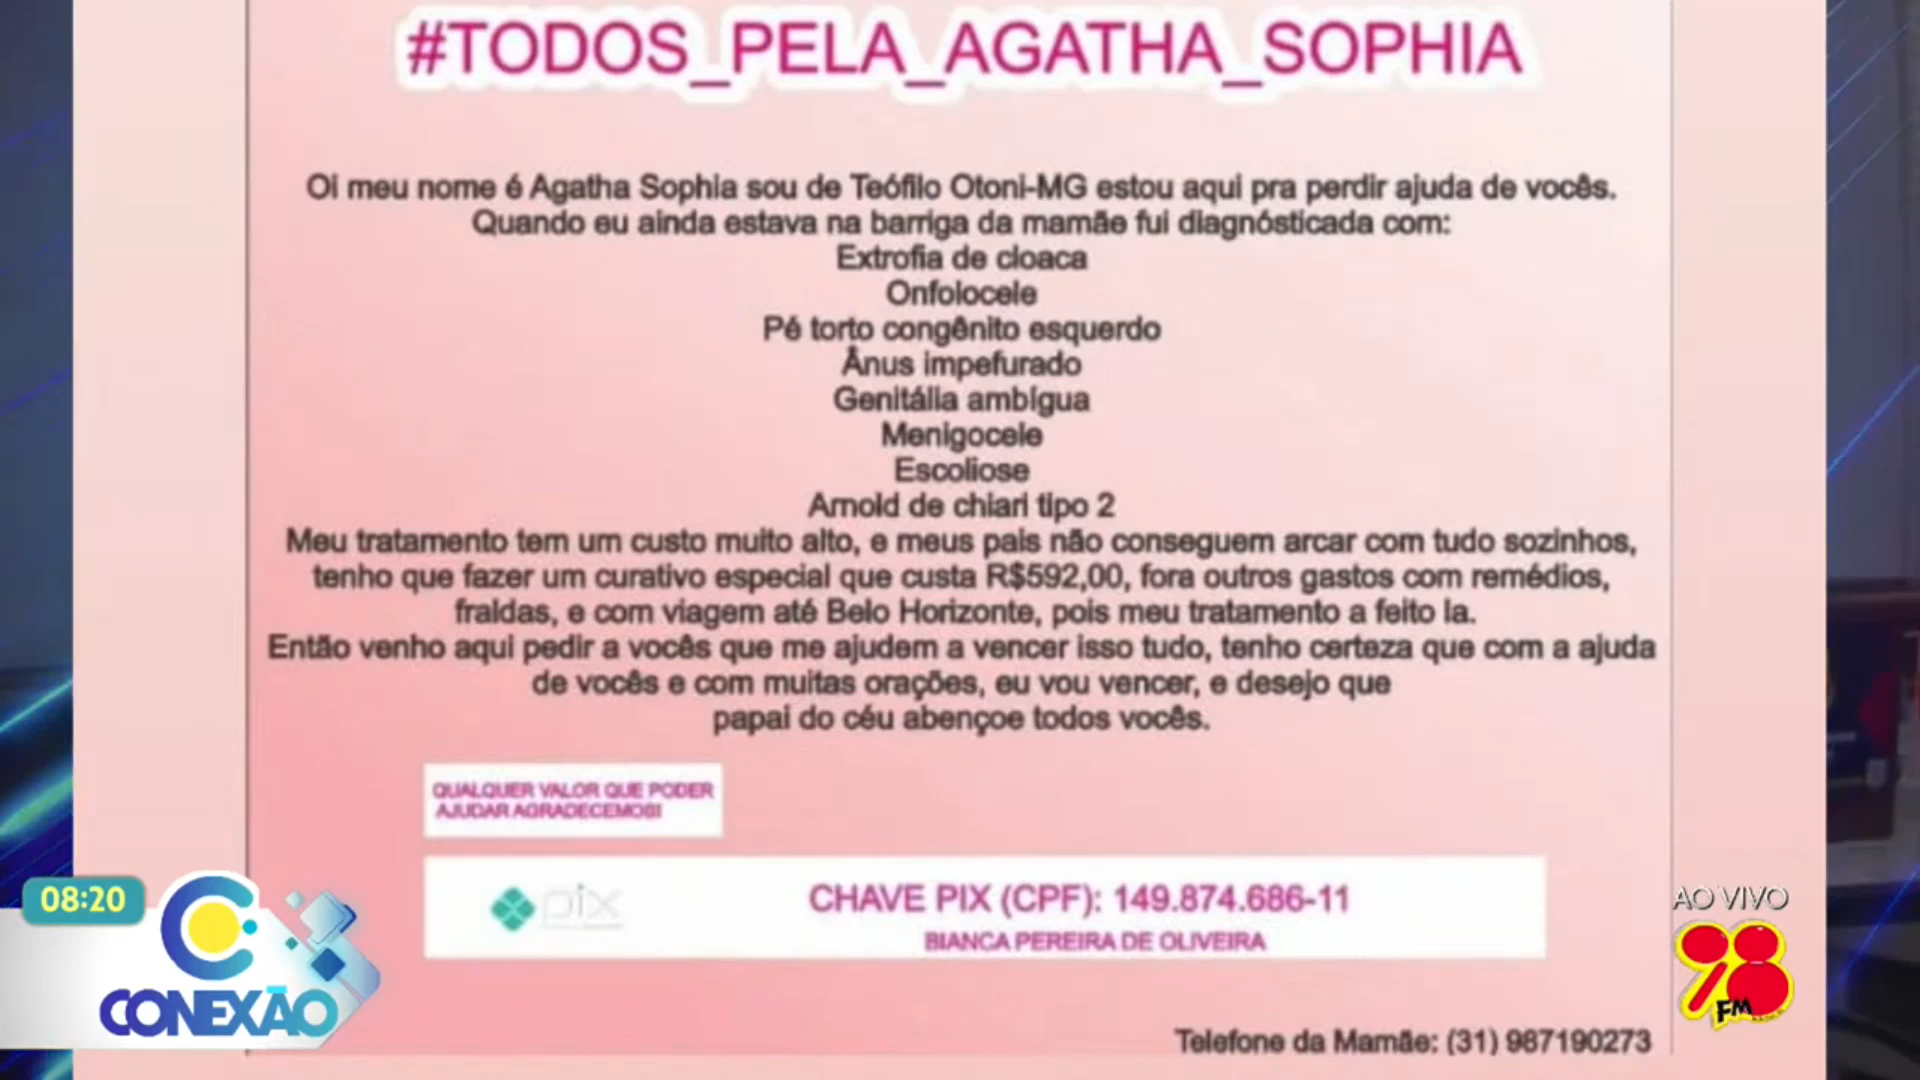 #TODOS_PELA_AGATHA_SOPHIA
Oi meu nome é Agatha Sophia sou de Teófilo Otoni-MG estou aqui pra perdir ajuda de vocês.
Quando eu ainda estava na barriga da mamãe fui diagnósticada com:
Extrofia de cloaca
Onfolocele
Pé torto congênito esquerdo
Ânus impefurado
Genitália ambígua
Menigocele
Escoliose
Arnold de chiari tipo 2
Meu tratamento tem um custo muito alto, e meus pais não conseguem arcar com tudo sozinhos,
tenho que fazer um curativo especial que custa R$592,00, fora outros gastos com remédios,
fraldas, e com viagem até Belo Horizonte, pois meu tratamento a feito la.
Então venho aqui pedir a vocês que me ajudem a vencer isso tudo, tenho certeza que com a ajuda
de vocês e com muitas orações, eu vou vencer, e desejo que
papai do céu abençoe todos vocês.
QUALQUER VALOR QUE PODER
AJUDAR AGRADECEMOS!
pix
CHAVE PIX (CPF): 149.874.686-11
BIANCA PEREIRA DE OLIVEIRA
Telefone da Mamãe: (31) 987190273
08:20
CONEXÃO
AO VIVO
98
FM